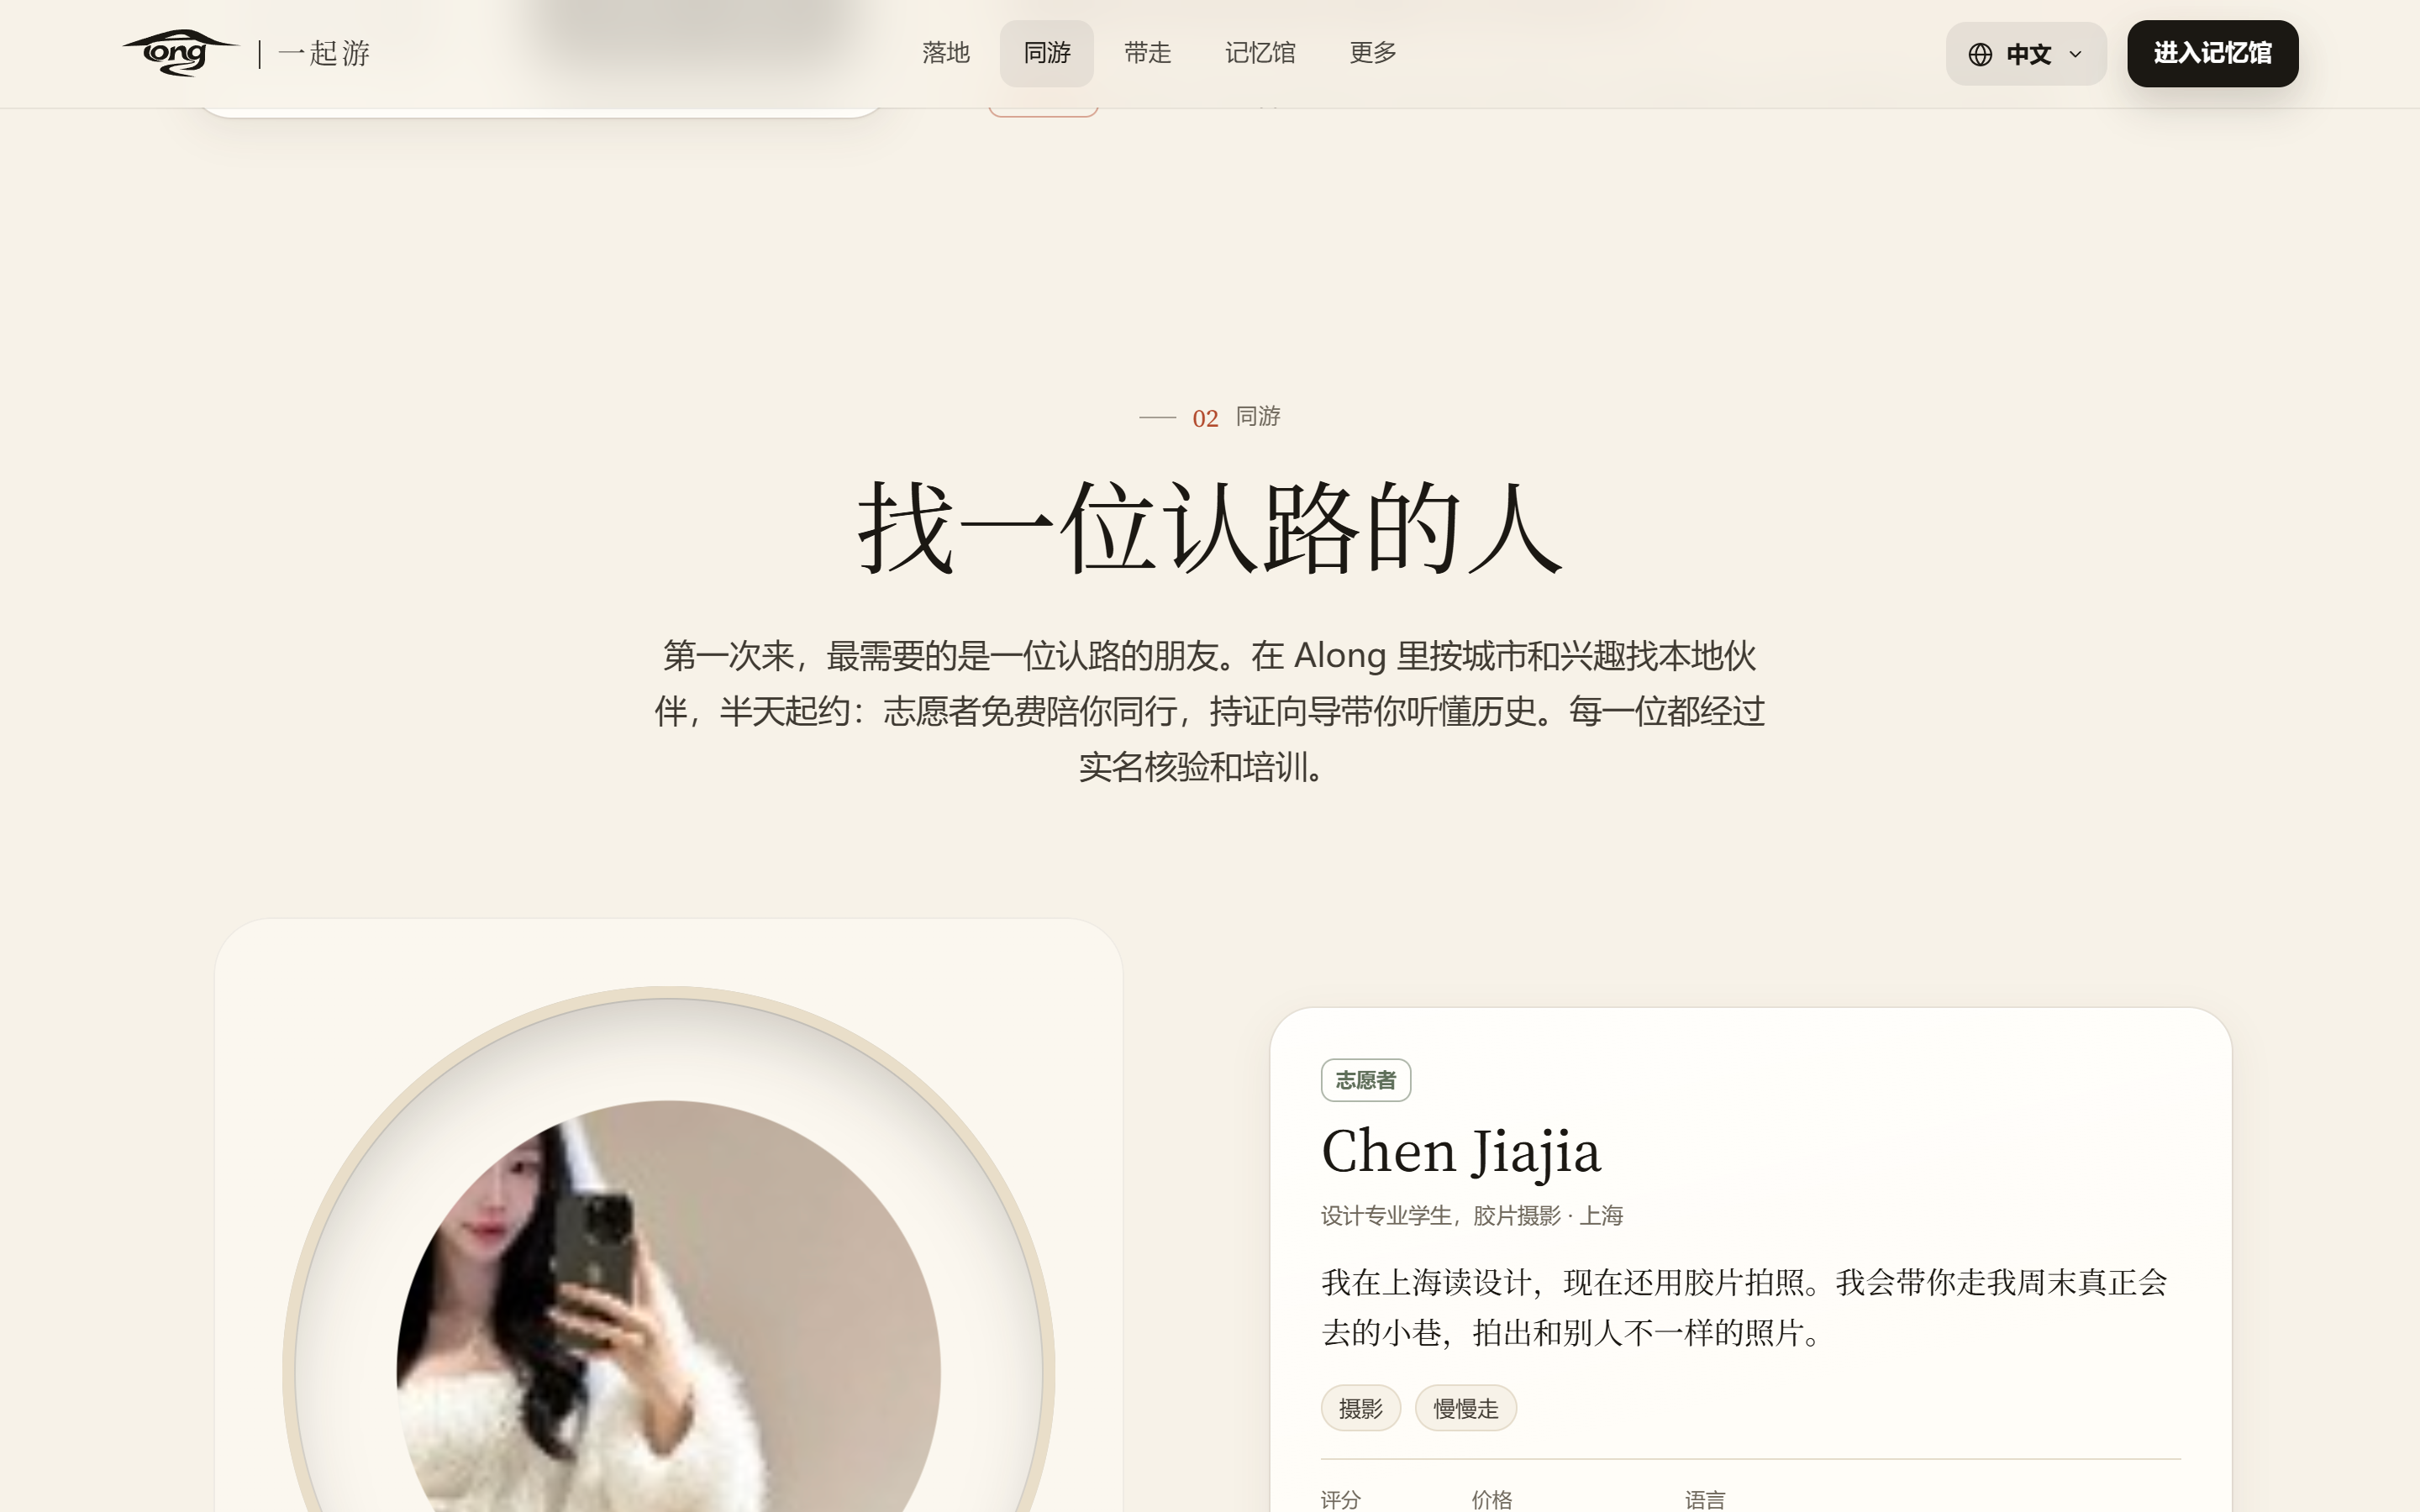 ong
一起游
落地
同游
带走
记忆馆
更多
中文
进入记忆馆
02 同游
找一位认路的人
第一次来，最需要的是一位认路的朋友。在 Along 里按城市和兴趣找本地伙
伴，半天起约：志愿者免费陪你同行，持证向导带你听懂历史。每一位都经过
实名核验和培训。
志愿者
Chen Jiajia
设计专业学生，胶片摄影 · 上海
我在上海读设计，现在还用胶片拍照。我会带你走我周末真正会
去的小巷，拍出和别人不一样的照片。
摄影
慢慢走
评分
价格
语言